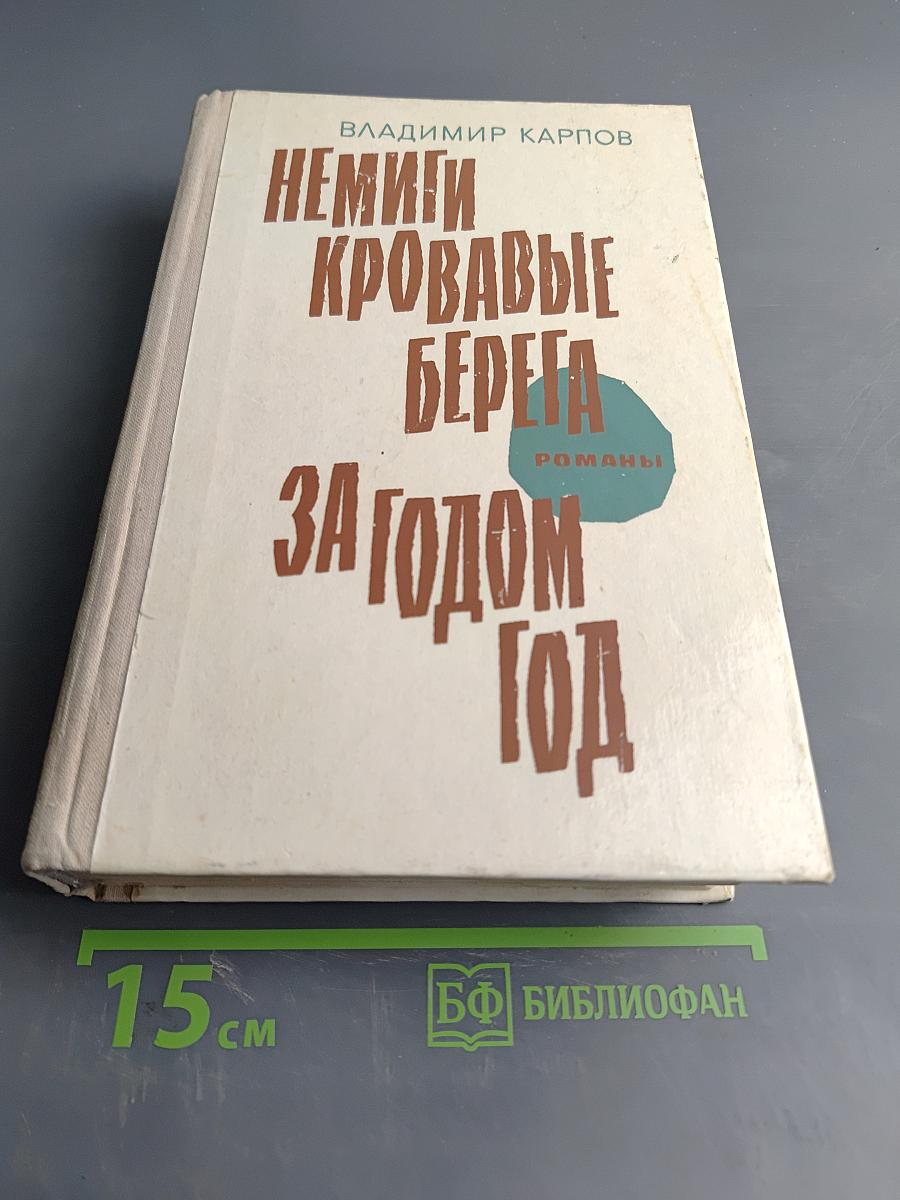 ВЛАДИМИР КАРПОВ
НЕМИГИ
КРОВАВЫЕ
БЕРЕГА
РОМАНЫ
ЗА ГОДОМ
ГОД
15 см
БФ БИБЛИОФАН